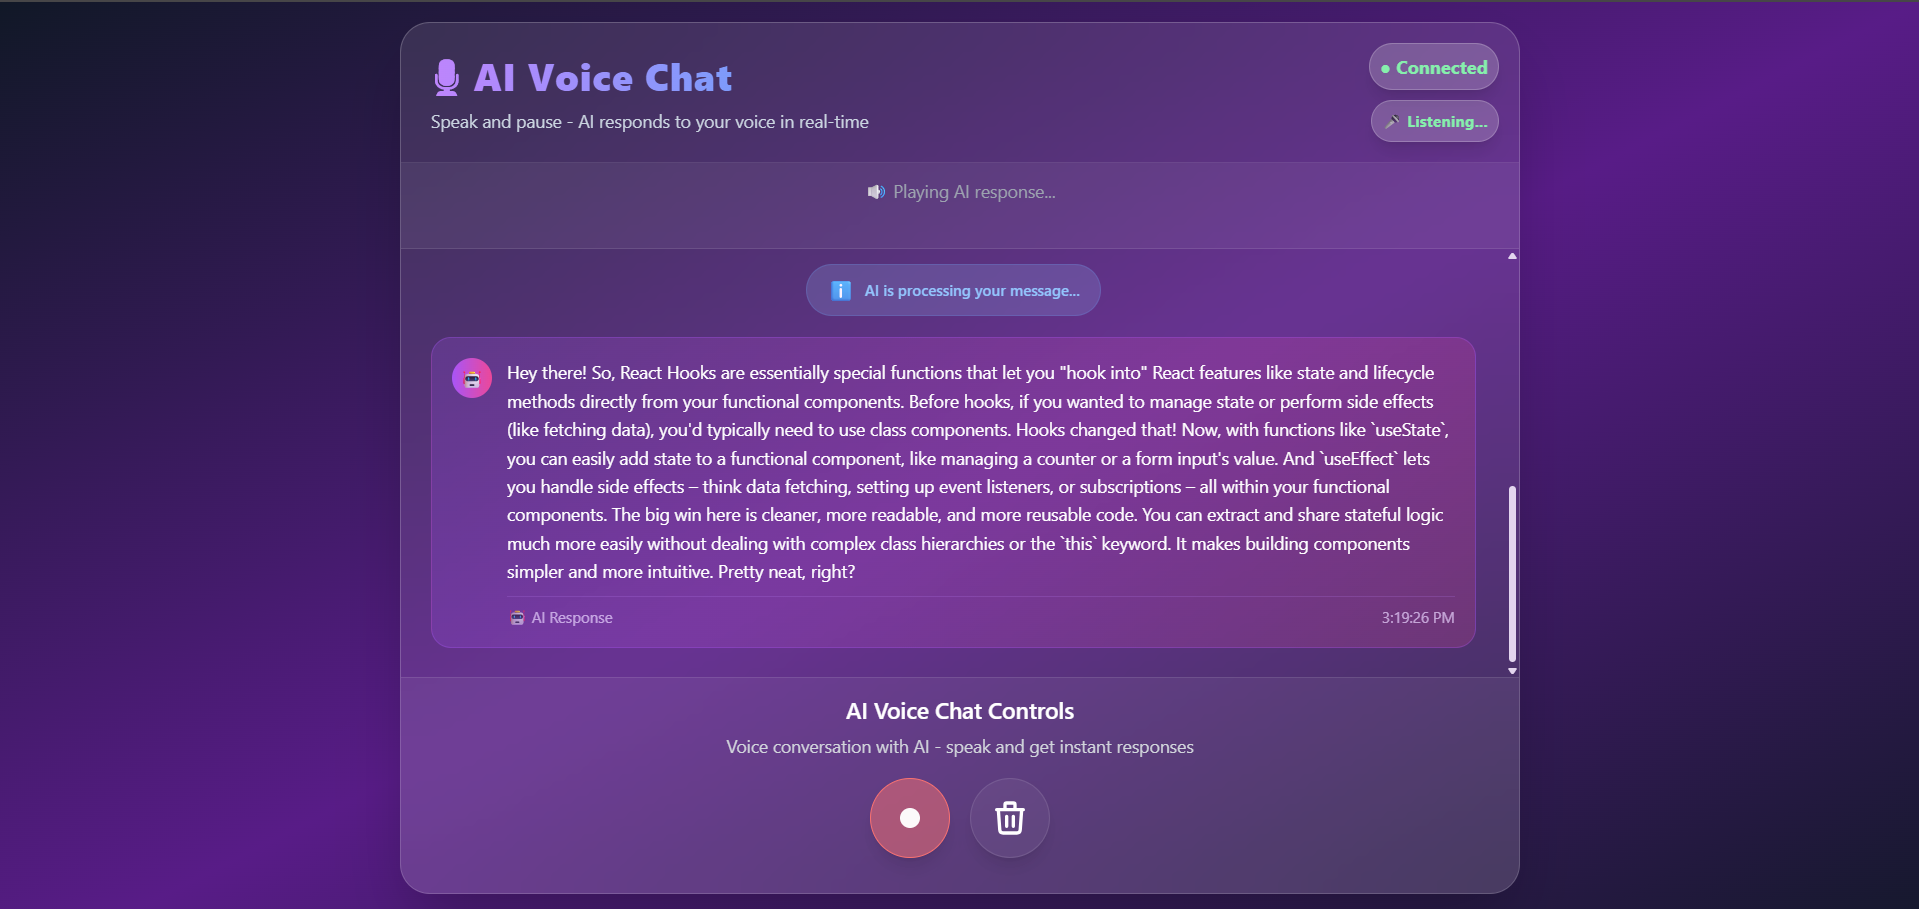 AI Voice Chat
Speak and pause - AI responds to your voice in real-time
● Connected
Listening...
Playing AI response...
AI is processing your message...
Hey there! So, React Hooks are essentially special functions that let you "hook into" React features like state and lifecycle
methods directly from your functional components. Before hooks, if you wanted to manage state or perform side effects
(like fetching data), you'd typically need to use class components. Hooks changed that! Now, with functions like `useState`,
you can easily add state to a functional component, like managing a counter or a form input's value. And `useEffect` lets
you handle side effects – think data fetching, setting up event listeners, or subscriptions – all within your functional
components. The big win here is cleaner, more readable, and more reusable code. You can extract and share stateful logic
much more easily without dealing with complex class hierarchies or the `this` keyword. It makes building components
simpler and more intuitive. Pretty neat, right?
AI Response
3:19:26 PM
AI Voice Chat Controls
Voice conversation with AI - speak and get instant responses